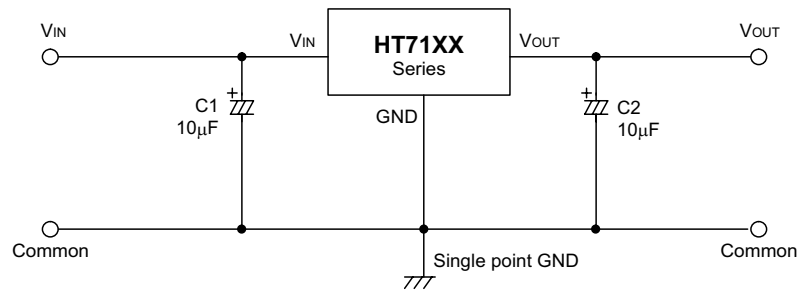 VIN
VIN
HT71XX
Series
VOUT
VOUT
+
C1
10μF
GND
+
C2
10μF
Common
Single point GND
Common